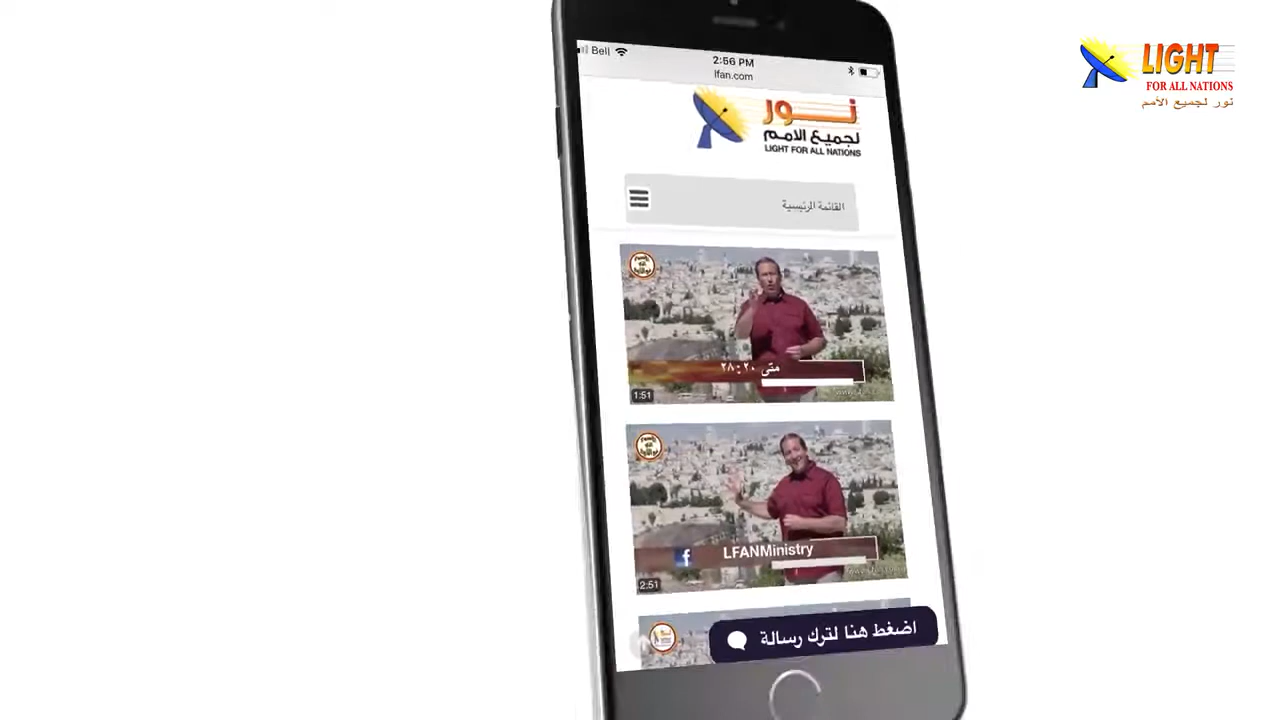 LIGHT
FOR ALL NATIONS
نور لجميع الأمم
Bell
2:56 PM
lfan.com
نور
لجميع الامم
LIGHT FOR ALL NATIONS
القائمة الرئيسية
متى ٢٠:٢٨
1:51
LFANMinistry
2:51
اضغط هنا لترك رسالة